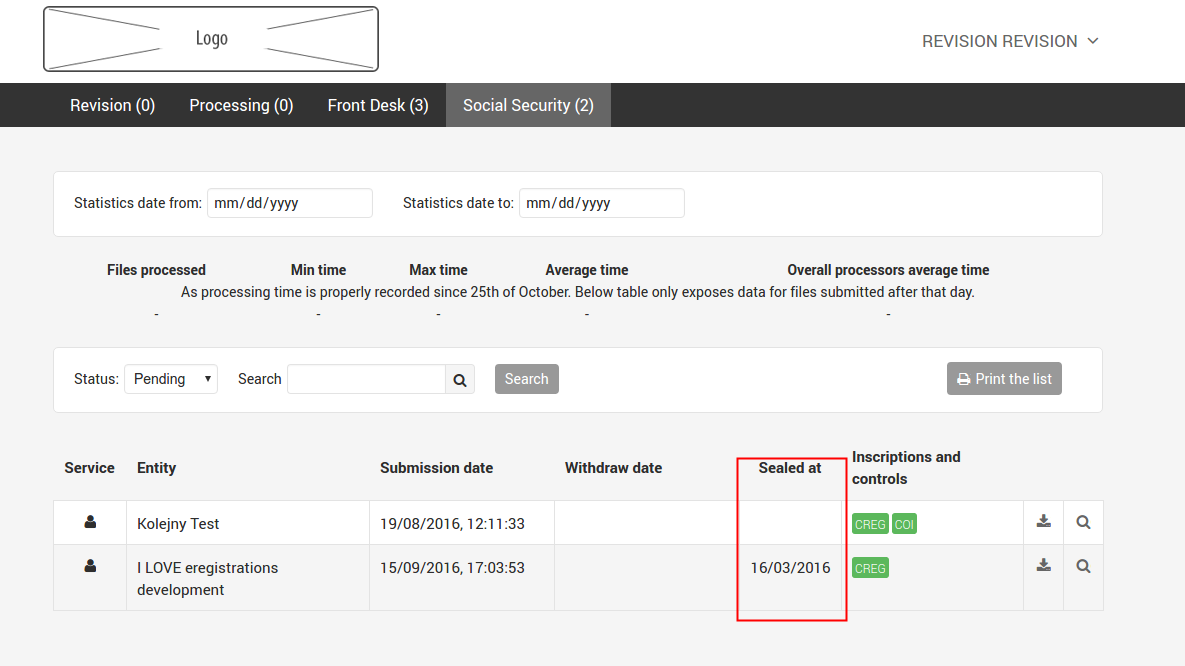 Logo
REVISION REVISION
Revision (0) Processing (0) Front Desk (3) Social Security (2)
Statistics date from: mm/dd/yyyy Statistics date to: mm/dd/yyyy
Files processed Min time Max time Average time Overall processors average time
As processing time is properly recorded since 25th of October. Below table only exposes data for files submitted after that day.
- - - - -
Status: Pending Search Search Print the list
Service Entity Submission date Withdraw date Sealed at Inscriptions and
controls
Kolejny Test 19/08/2016, 12:11:33 CREG COI
I LOVE eregistrations 15/09/2016, 17:03:53 16/03/2016 CREG
development